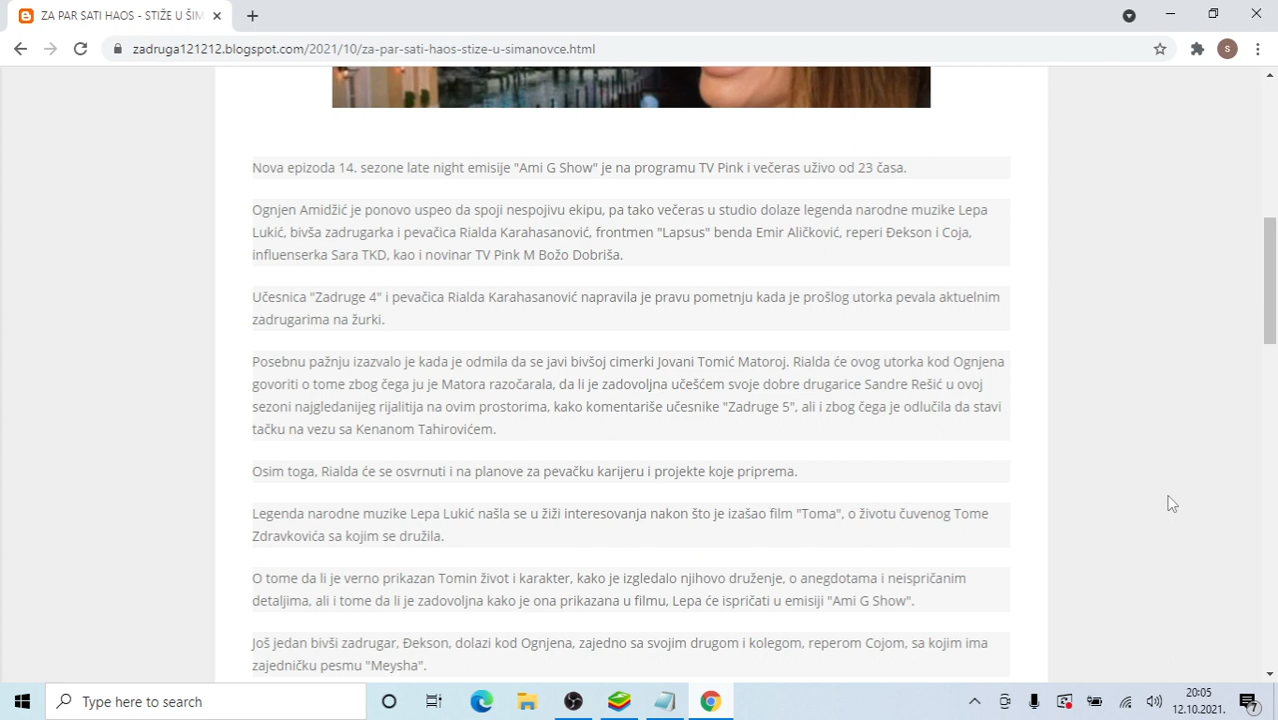 ZA PAR SATI HAOS - STIŽE U ŠIM
zadruga121212.blogspot.com/2021/10/za-par-sati-haos-stize-u-simanovce.html
S
Nova epizoda 14. sezone late night emisije "Ami G Show" je na programu TV Pink i večeras uživo od 23 časa.
Ognjen Amidžić je ponovo uspeo da spoji nespojivu ekipu, pa tako večeras u studio dolaze legenda narodne muzike Lepa
Lukić, bivša zadrugarka i pevačica Rialda Karahasanović, frontmen "Lapsus" benda Emir Aličković, reperi Đekson i Coja,
influenserka Sara TKD, kao i novinar TV Pink M Božo Dobriša.
Učesnica "Zadruge 4" i pevačica Rialda Karahasanović napravila je pravu pometnju kada je prošlog utorka pevala aktuelnim
zadrugarima na žurki.
Posebnu pažnju izazvalo je kada je odmila da se javi bivšoj cimerki Jovani Tomić Matoroj. Rialda će ovog utorka kod Ognjena
govoriti o tome zbog čega ju je Matora razočarala, da li je zadovoljna učešćem svoje dobre drugarice Sandre Rešić u ovoj
sezoni najgledanijeg rijalitija na ovim prostorima, kako komentariše učesnike "Zadruge 5", ali i zbog čega je odlučila da stavi
tačku na vezu sa Kenanom Tahirovićem.
Osim toga, Rialda će se osvrnuti i na planove za pevačku karijeru i projekte koje priprema.
Legenda narodne muzike Lepa Lukić našla se u žiži interesovanja nakon što je izašao film "Toma", o životu čuvenog Tome
Zdravkovića sa kojim se družila.
O tome da li je verno prikazan Tomin život i karakter, kako je izgledalo njihovo druženje, o anegdotama i neispričanim
detaljima, ali i tome da li je zadovoljna kako je ona prikazana u filmu, Lepa će ispričati u emisiji "Ami G Show".
Još jedan bivši zadrugar, Đekson, dolazi kod Ognjena, zajedno sa svojim drugom i kolegom, reperom Cojom, sa kojim ima
zajedničku pesmu "Meysha".
Type here to search
20:05
12.10.2021.
7